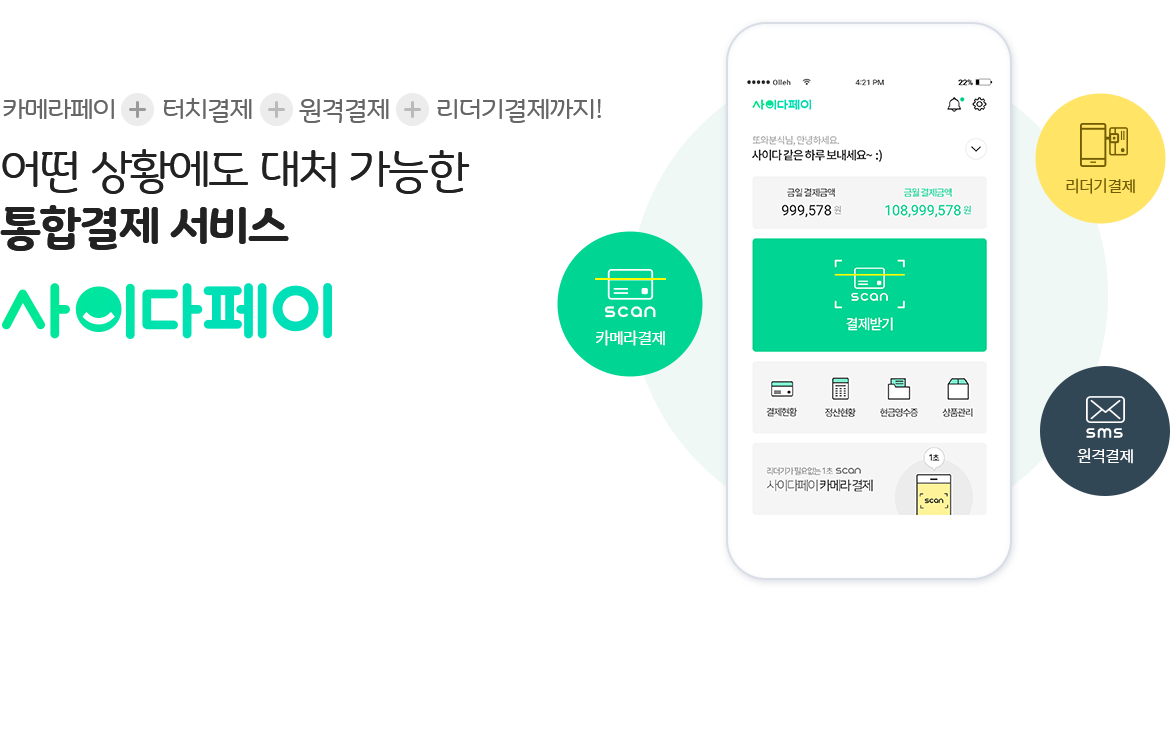 카메라페이 + 터치결제 + 원격결제 + 리더기결제까지!
어떤 상황에도 대처 가능한
통합결제 서비스
사이다페이
scan
카메라결제
Olleh 4:21 PM 22%
사이다페이
또와분식님, 안녕하세요.
사이다 같은 하루 보내세요~ :)
금일 결제금액 금월 결제금액
999,578 원 108,999,578 원
scan
결제받기
결제현황 정산현황 현금영수증 상품관리
1초
리더기가 필요없는 1초 scan
사이다페이 카메라 결제
scan
리더기결제
sms
원격결제